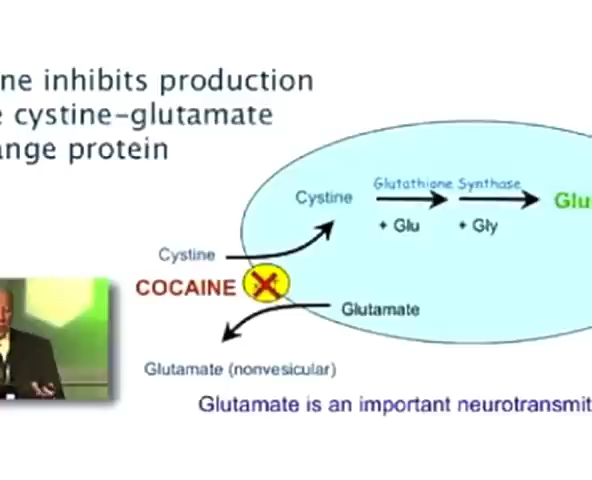 ne inhibits production
e cystine-glutamate
ange protein
Glutathione Synthase
Cystine
Glu
+ Glu
+ Gly
Cystine
COCAINE
Glutamate
Glutamate (nonvesicular)
Glutamate is an important neurotransmit